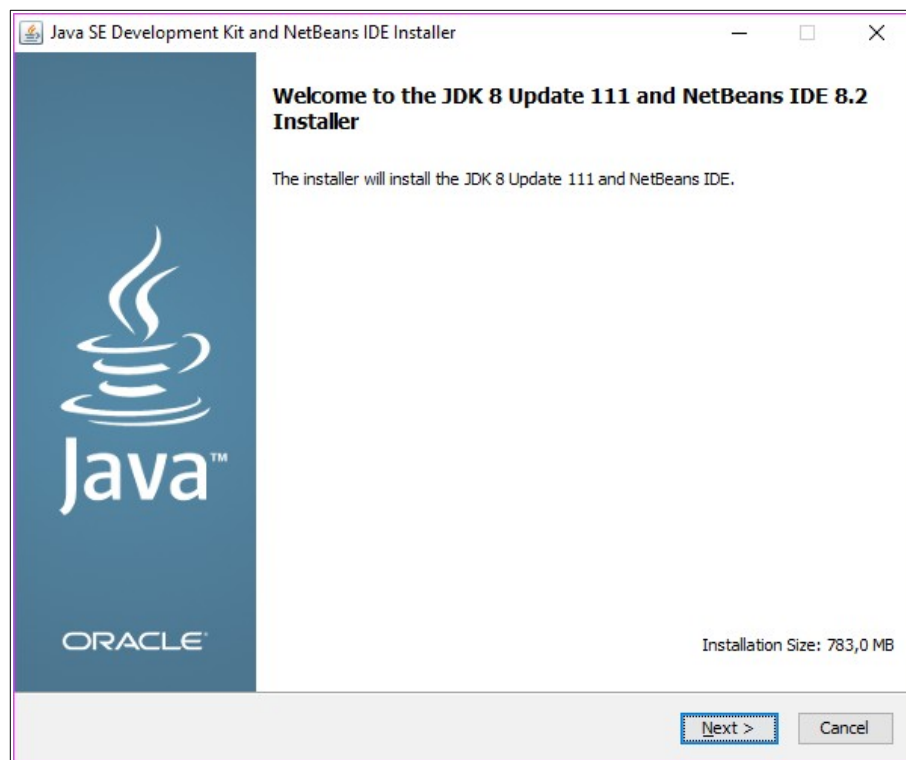 Java SE Development Kit and NetBeans IDE Installer
Welcome to the JDK 8 Update 111 and NetBeans IDE 8.2
Installer
The installer will install the JDK 8 Update 111 and NetBeans IDE.
Java™
ORACLE
Installation Size: 783,0 MB
Next >
Cancel